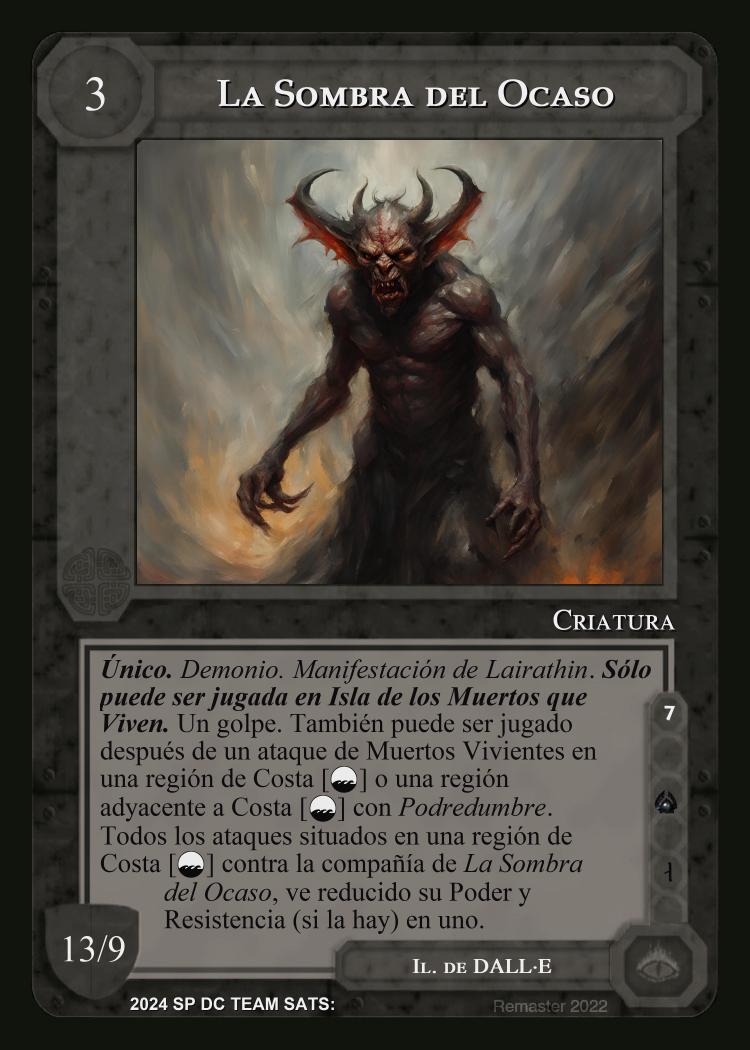 3
La Sombra del Ocaso
Criatura
Único. Demonio. Manifestación de Lairathin. Sólo
puede ser jugada en Isla de los Muertos que
Viven. Un golpe. También puede ser jugado
después de un ataque de Muertos Vivientes en
una región de Costa [] o una región
adyacente a Costa [] con Podredumbre.
Todos los ataques situados en una región de
Costa [] contra la compañía de La Sombra
del Ocaso, ve reducido su Poder y
Resistencia (si la hay) en uno.
7
13/9
Il. de DALL·E
2024 SP DC TEAM SATS:
Remaster 2022